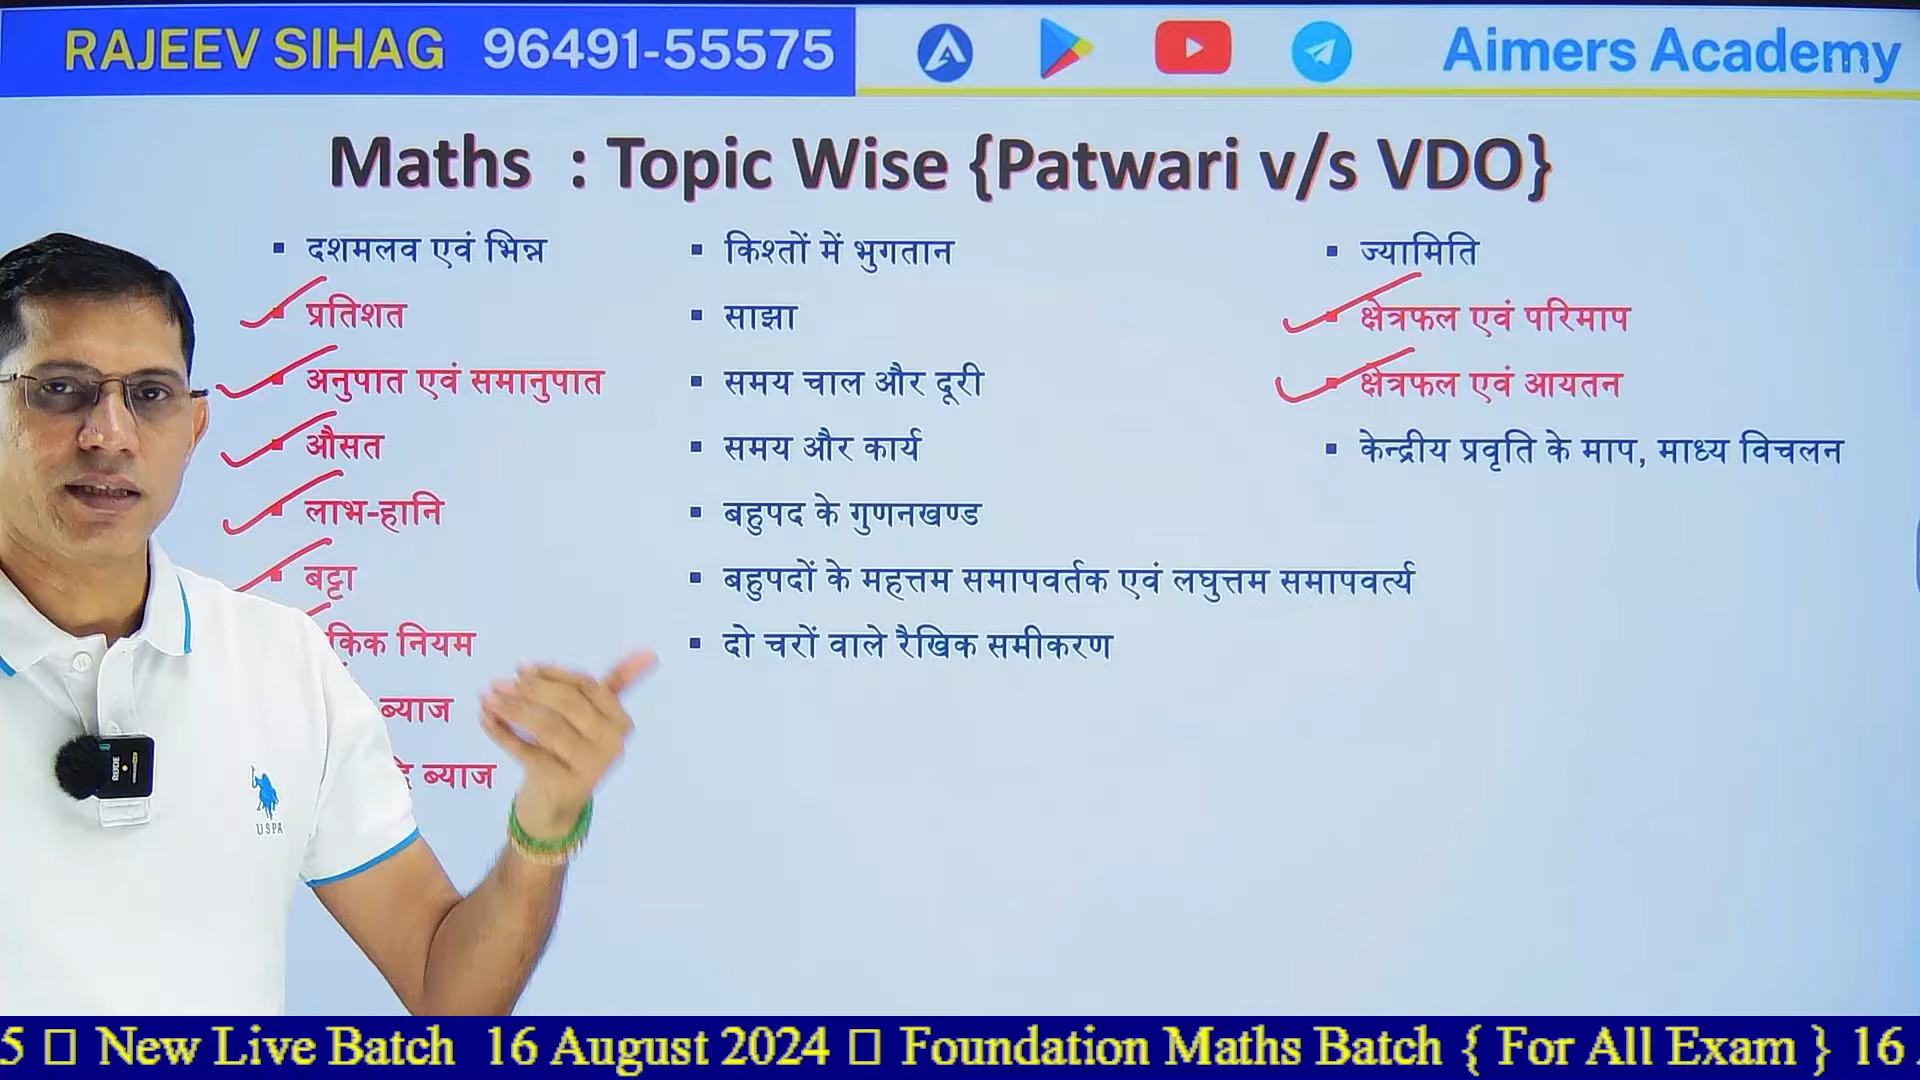 RAJEEV SIHAG 96491-55575
Aimers Academy
Maths : Topic Wise {Patwari v/s VDO}
▪ दशमलव एवं भिन्न
▪ प्रतिशत
▪ अनुपात एवं समानुपात
▪ औसत
▪ लाभ-हानि
▪ बट्टा
नियम
ब्याज
ब्याज
▪ किश्तों में भुगतान
▪ साझा
▪ समय चाल और दूरी
▪ समय और कार्य
▪ बहुपद के गुणनखण्ड
▪ बहुपदों के महत्तम समापवर्तक एवं लघुत्तम समापवर्त्य
▪ दो चरों वाले रैखिक समीकरण
▪ ज्यामिति
▪ क्षेत्रफल एवं परिमाप
▪ क्षेत्रफल एवं आयतन
▪ केन्द्रीय प्रवृति के माप, माध्य विचलन
USPA
5 New Live Batch 16 August 2024 Foundation Maths Batch { For All Exam } 16